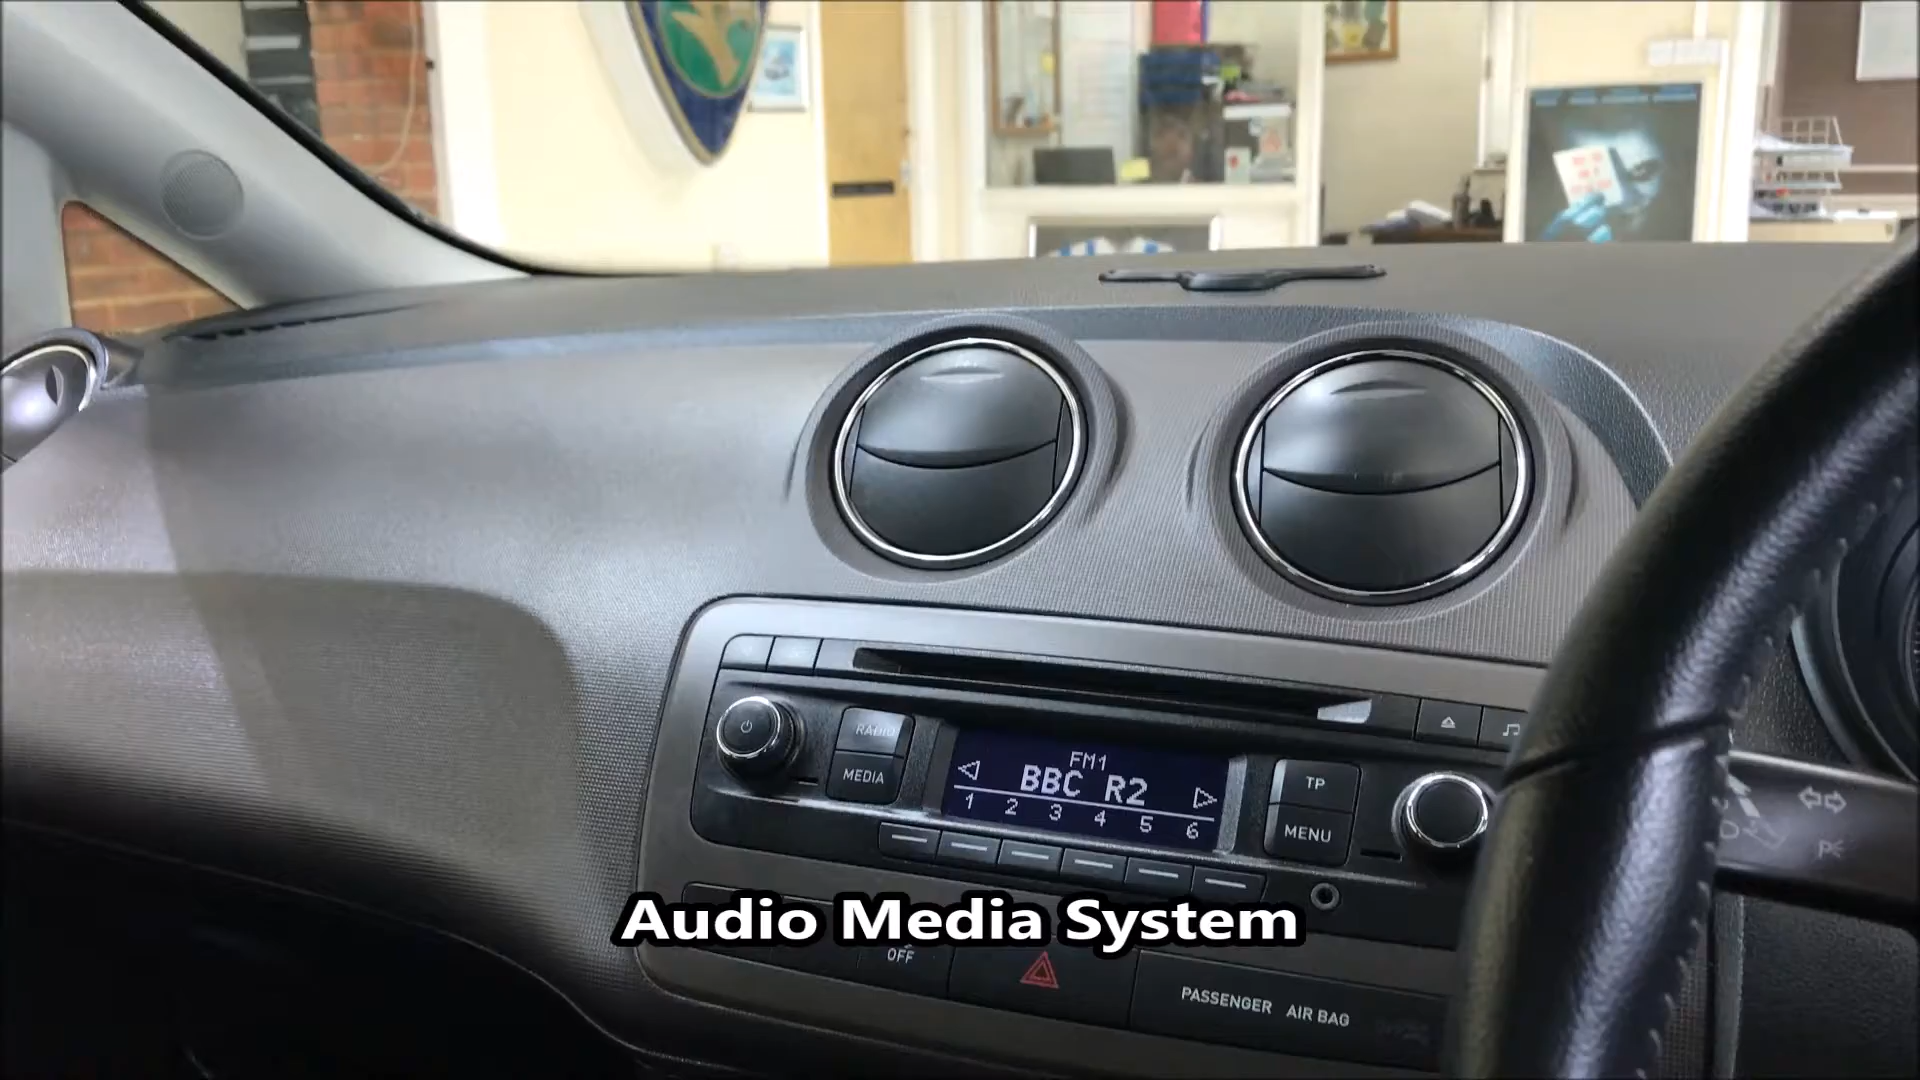 RADIO
MEDIA
FM1
BBC R2
1 2 3 4 5 6
TP
MENU
Audio Media System
OFF
PASSENGER AIR BAG